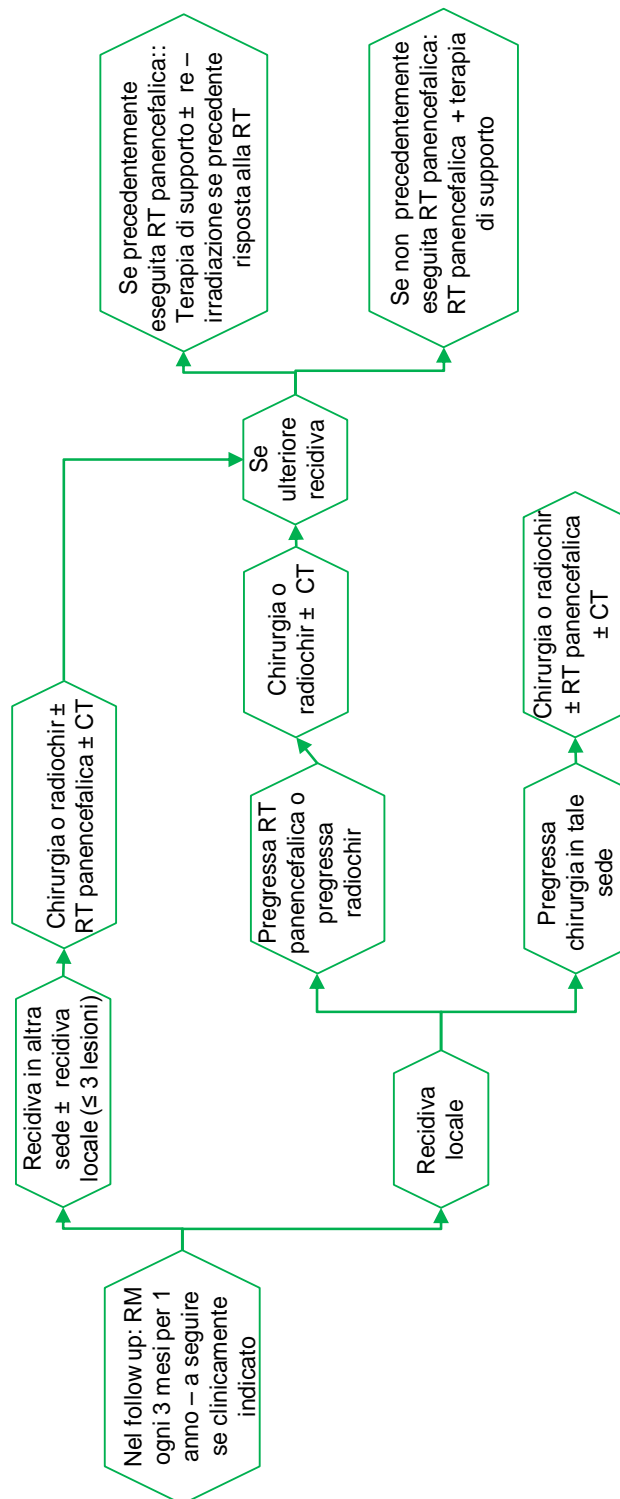 Nel follow up: RM
ogni 3 mesi per 1
anno – a seguire
se clinicamente
indicato
Recidiva in altra
sede ± recidiva
locale (≤ 3 lesioni)
Chirurgia o radiochir ±
RT panencefalica ± CT
Recidiva
locale
Pregressa RT
panencefalica o
pregressa
radiochir
Chirurgia o
radiochir ± CT
Se
ulteriore
recidiva
Se precedentemente
eseguita RT panencefalica::
Terapia di supporto ± re –
irradiazione se precedente
risposta alla RT
Se non precedentemente
eseguita RT panencefalica:
RT panencefalica + terapia
di supporto
Pregressa
chirurgia in tale
sede
Chirurgia o radiochir
± RT panencefalica
± CT